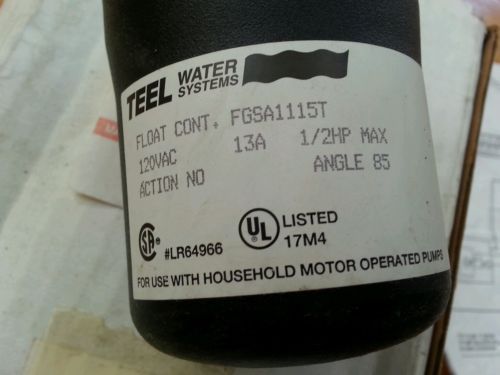 TEEL WATER SYSTEMS
FLOAT CONT. FGSA1115T
120VAC 13A 1/2HP MAX
ACTION NO ANGLE 85
#LR64966
UL LISTED
17M4
FOR USE WITH HOUSEHOLD MOTOR OPERATED PUMPS